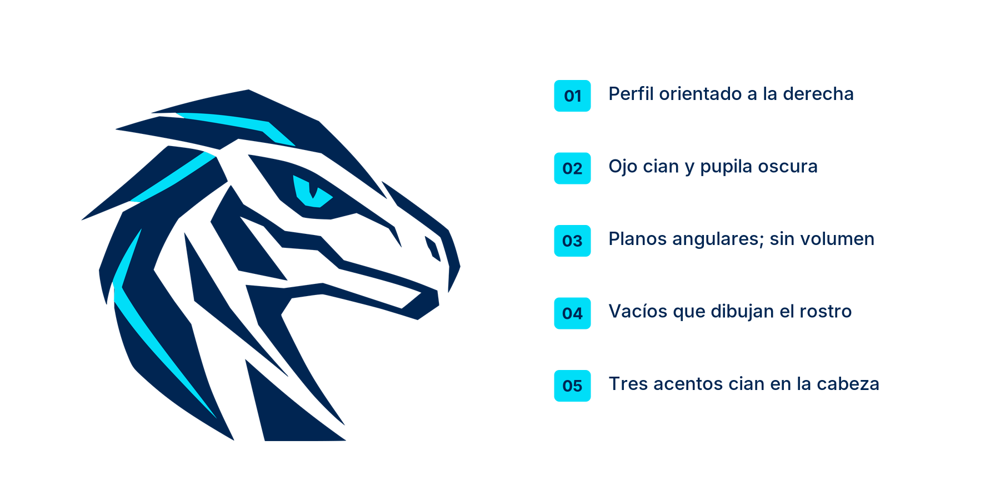 01 Perfil orientado a la derecha
02 Ojo cian y pupila oscura
03 Planos angulares; sin volumen
04 Vacíos que dibujan el rostro
05 Tres acentos cian en la cabeza